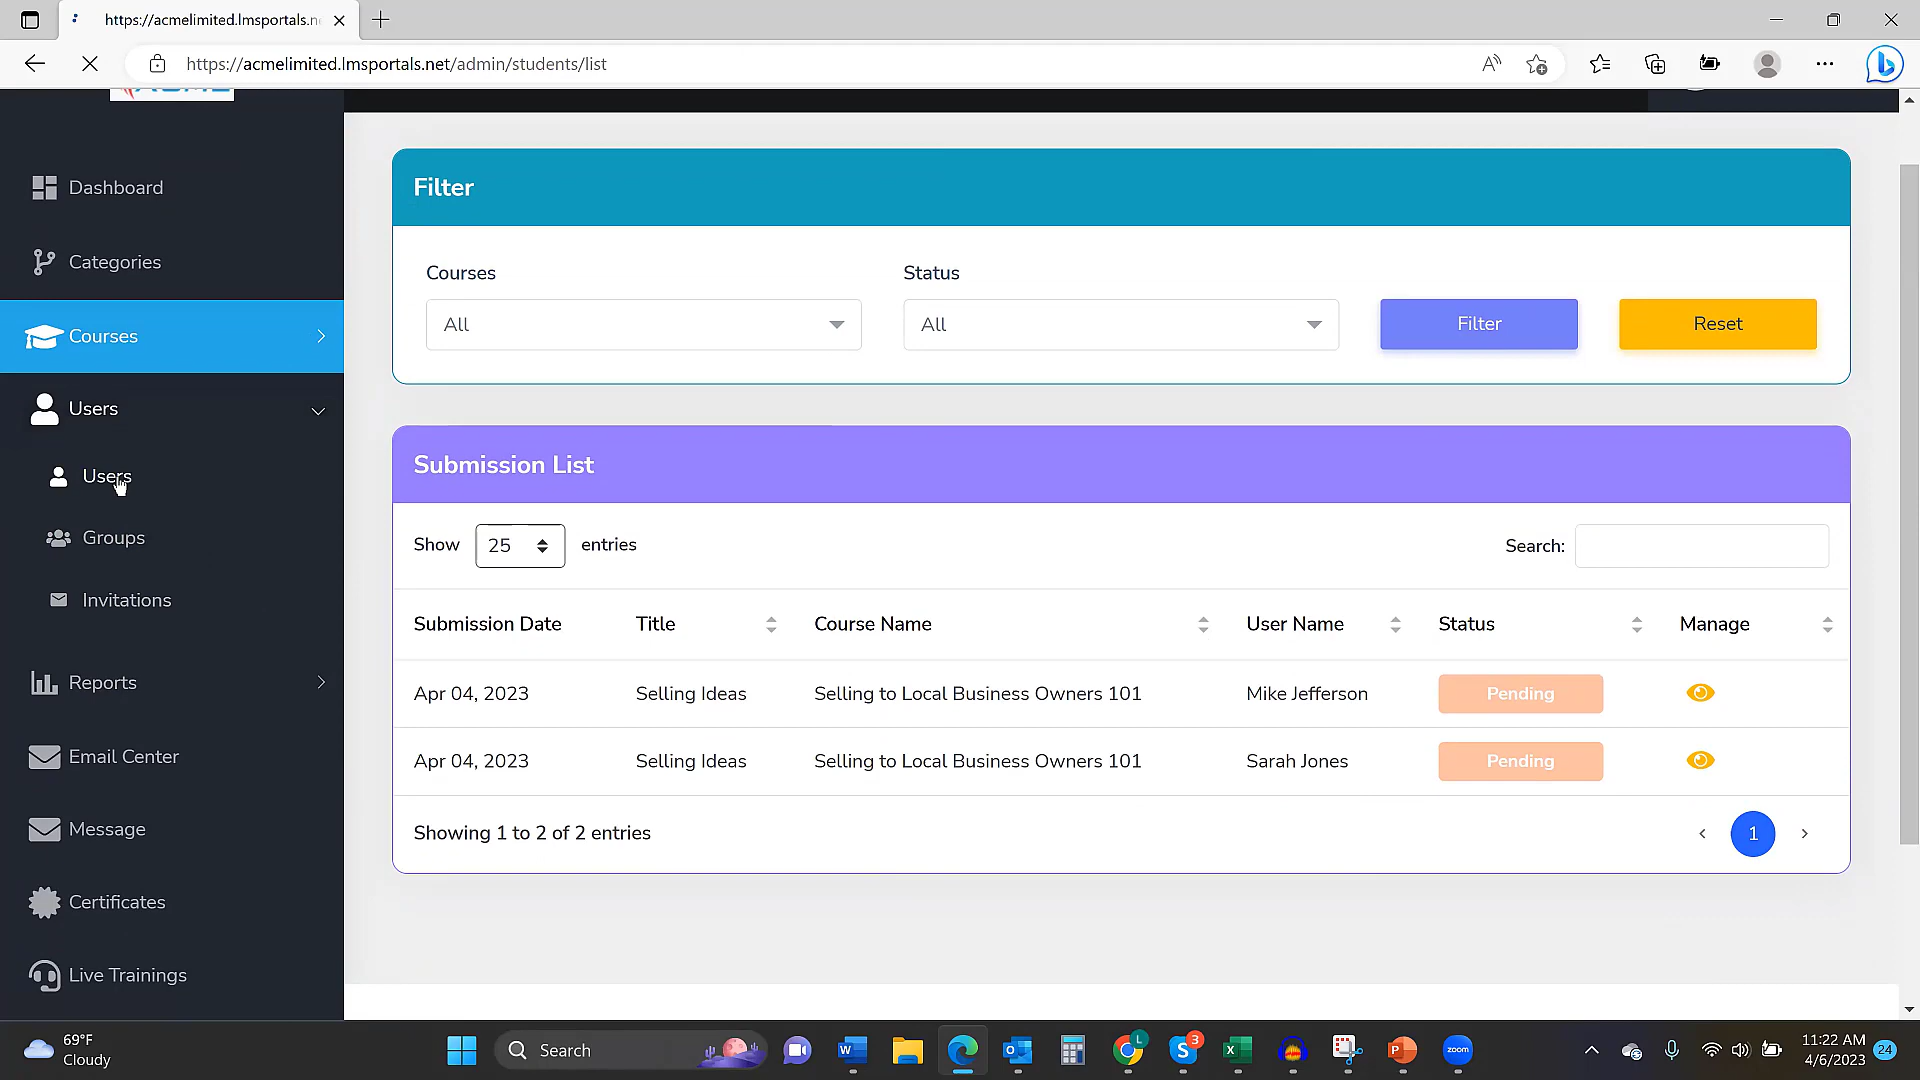 https://acmelimited.lmsportals.n
https://acmelimited.lmsportals.net/admin/students/list
Dashboard
Categories
Courses
Users
Users
Groups
Invitations
Reports
Email Center
Message
Certificates
Live Trainings
Filter
Courses Status
All All Filter Reset
Submission List
Show 25 entries Search:
Submission Date Title Course Name User Name Status Manage
Apr 04, 2023 Selling Ideas Selling to Local Business Owners 101 Mike Jefferson Pending
Apr 04, 2023 Selling Ideas Selling to Local Business Owners 101 Sarah Jones Pending
Showing 1 to 2 of 2 entries 1
69°F
Cloudy
Search
L
3
zoom
11:22 AM
4/6/2023
24